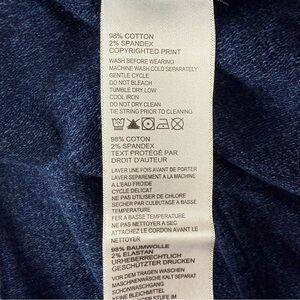 98% COTTON
2% SPANDEX
COPYRIGHTED PRINT
WASH BEFORE WEARING
MACHINE WASH COLD SEPARATELY
GENTLE CYCLE
DO NOT BLEACH
TUMBLE DRY LOW
COOL IRON
DO NOT DRY CLEAN
TIE STRING PRIOR TO CLEANING
98% COTON
2% SPANDEX
TEXT PROTÉGÉ PAR
DROIT D'AUTEUR
LAVER UNE FOIS AVANT DE PORTER
LAVER SEPAREMENT A LA MACHINE
A L'EAU FROIDE
CYCLE DÉLICAT
NE PAS UTILISER DE CHLORE
SECHER PAR CULBUTAGE A BASSE
TEMPERATURE
FER A BASSE TEMPERATURE
NE PAS NETTOYER A SEC
ATTACHEZ LE CORDON AVANT LE
NETTOYER
98% BAUMWOLLE
2% ELASTAN
URHEBERRECHTLICH
GESCHÜTZTER DRUCKEN
VOR DEM TRAGEN WASCHEN
MASCHINENWÄSCHE KALT SEPARAT
SCHONWASCHGANG
KEINE BLEICHMITTEL